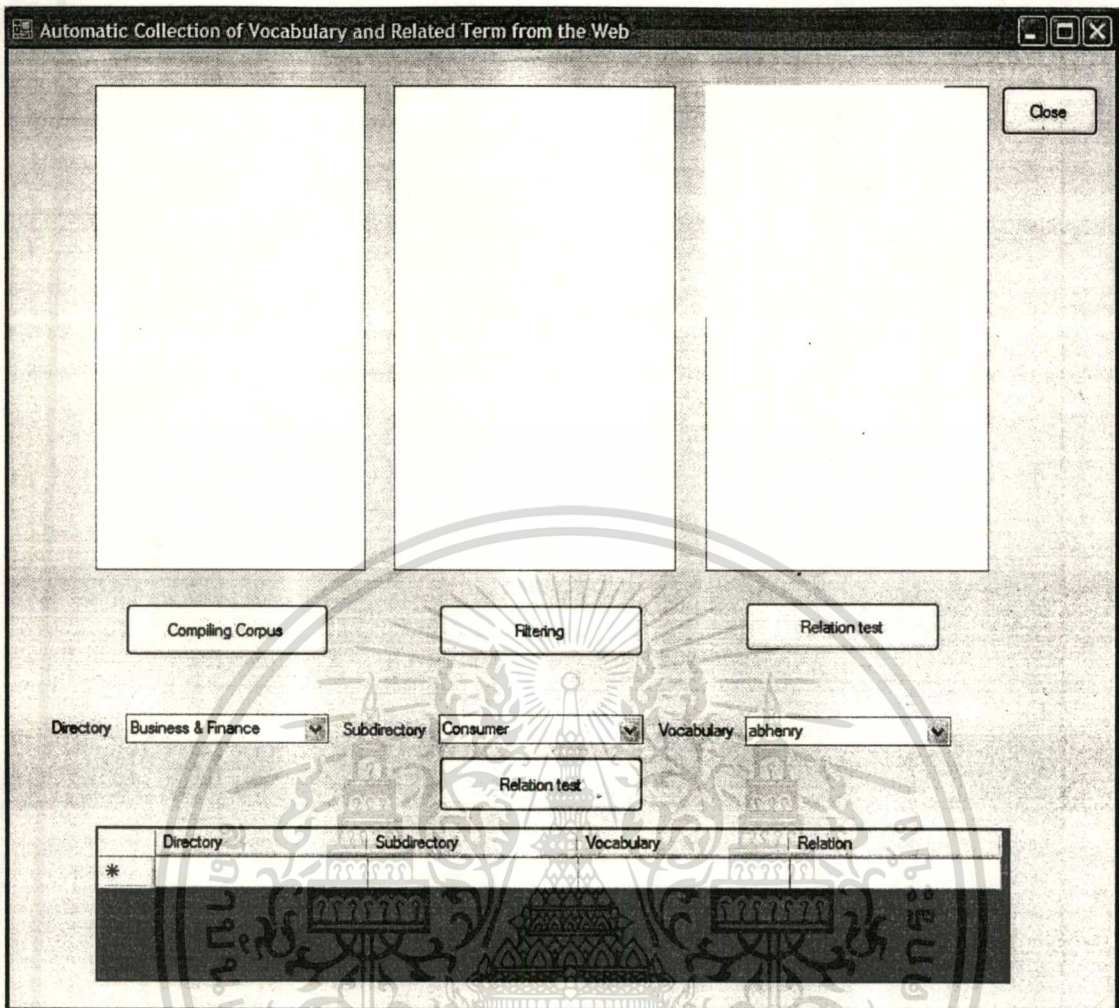 Automatic Collection of Vocabulary and Related Term from the Web
Close
Compiling Corpus
Filtering
Relation test
Directory Business & Finance Subdirectory Consumer Vocabulary abhenry
Relation test
Directory Subdirectory Vocabulary Relation
*